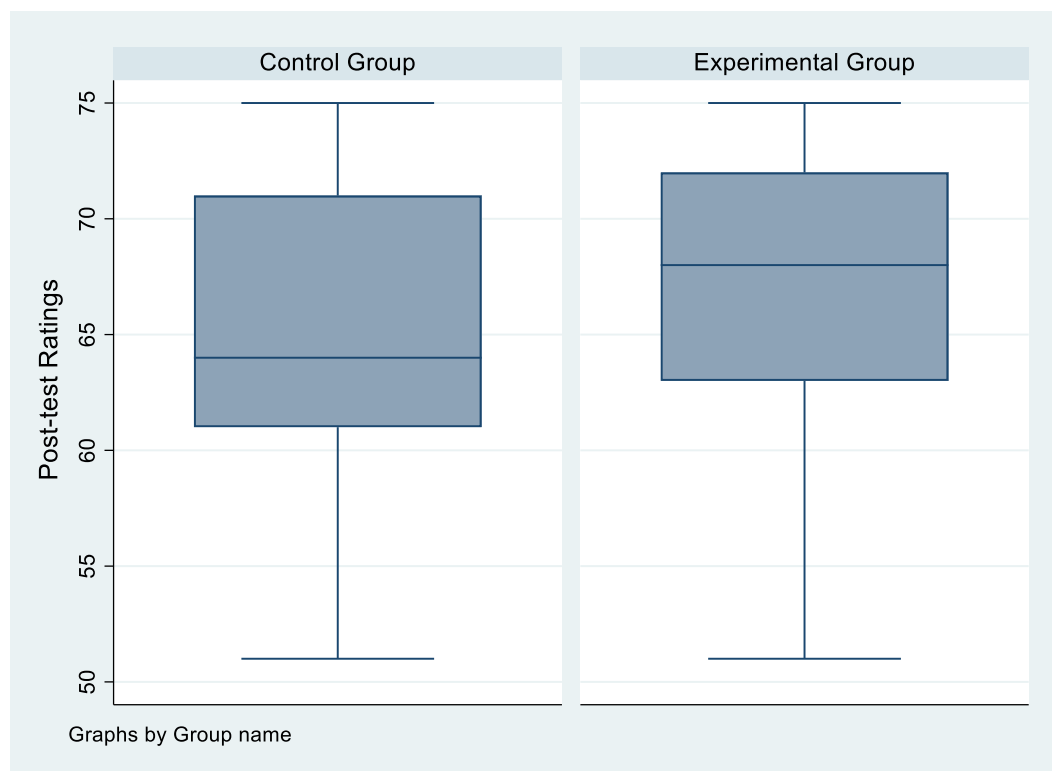 Control Group
Experimental Group
Post-test Ratings
75
70
65
60
55
50
Graphs by Group name